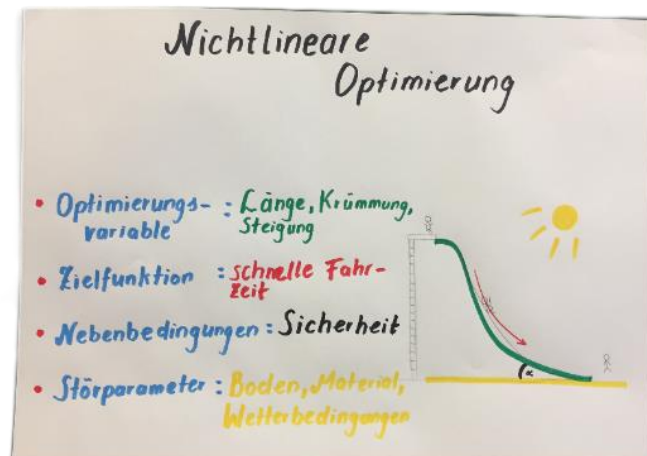 Nichtlineare
Optimierung
• Optimierungs- : Länge, Krümmung,
variable Steigung
• Zielfunktion : schnelle Fahr-
zeit
• Nebenbedingungen : Sicherheit
• Störparameter : Boden, Material,
Wetterbedingungen
α